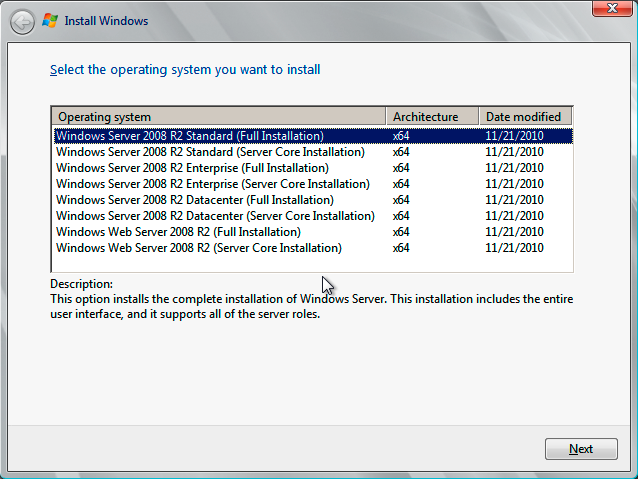 Install Windows
Select the operating system you want to install
Operating system Architecture Date modified
Windows Server 2008 R2 Standard (Full Installation) x64 11/21/2010
Windows Server 2008 R2 Standard (Server Core Installation) x64 11/21/2010
Windows Server 2008 R2 Enterprise (Full Installation) x64 11/21/2010
Windows Server 2008 R2 Enterprise (Server Core Installation) x64 11/21/2010
Windows Server 2008 R2 Datacenter (Full Installation) x64 11/21/2010
Windows Server 2008 R2 Datacenter (Server Core Installation) x64 11/21/2010
Windows Web Server 2008 R2 (Full Installation) x64 11/21/2010
Windows Web Server 2008 R2 (Server Core Installation) x64 11/21/2010
Description:
This option installs the complete installation of Windows Server. This installation includes the entire
user interface, and it supports all of the server roles.
Next